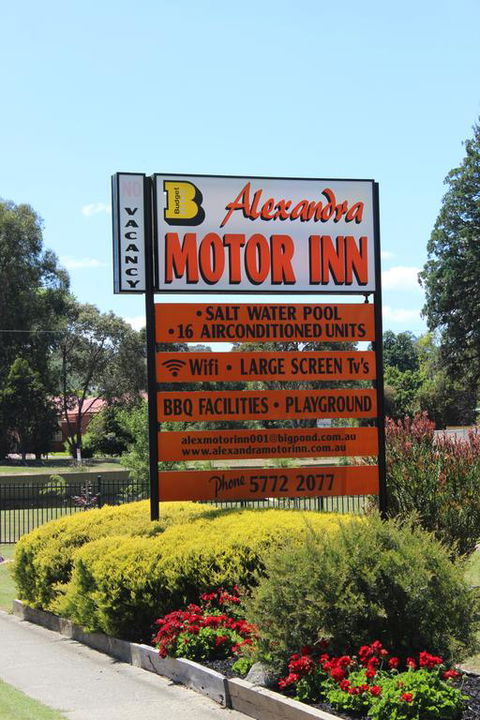 NO
VACANCY
B
Budget
Alexandra
MOTOR INN
• SALT WATER POOL
• 16 AIRCONDITIONED UNITS
Wifi • LARGE SCREEN Tv's
BBQ FACILITIES • PLAYGROUND
alexmotorinn001@bigpond.com.au
www.alexandramotorinn.com.au
Phone 5772 2077